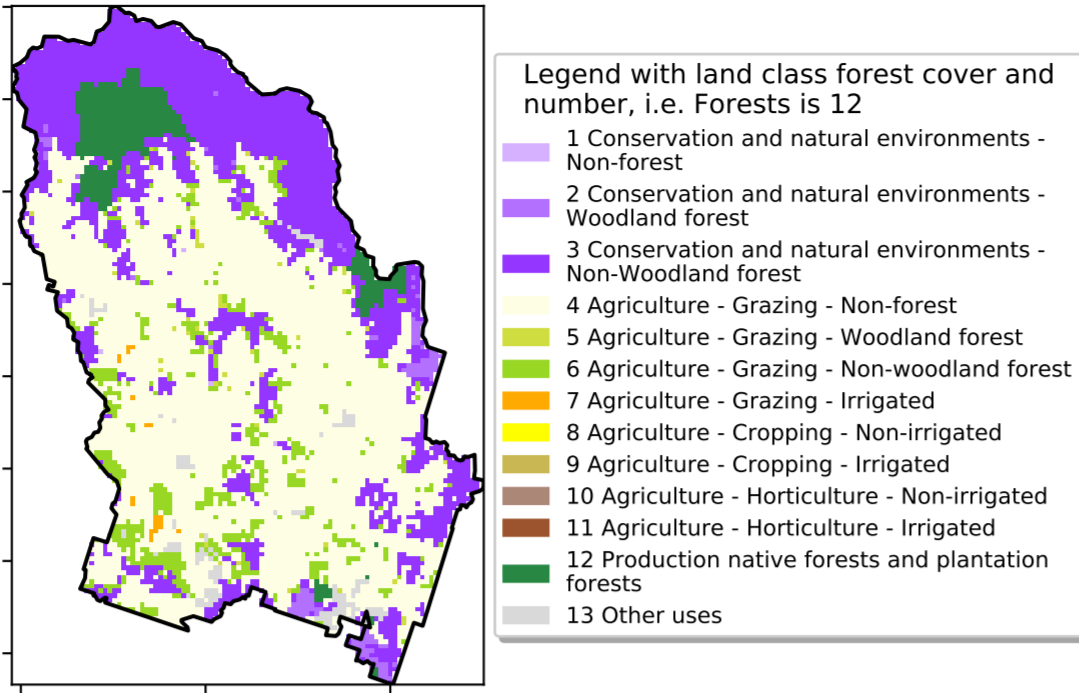 Legend with land class forest cover and
number, i.e. Forests is 12
1 Conservation and natural environments -
Non-forest
2 Conservation and natural environments -
Woodland forest
3 Conservation and natural environments -
Non-Woodland forest
4 Agriculture - Grazing - Non-forest
5 Agriculture - Grazing - Woodland forest
6 Agriculture - Grazing - Non-woodland forest
7 Agriculture - Grazing - Irrigated
8 Agriculture - Cropping - Non-irrigated
9 Agriculture - Cropping - Irrigated
10 Agriculture - Horticulture - Non-irrigated
11 Agriculture - Horticulture - Irrigated
12 Production native forests and plantation
forests
13 Other uses